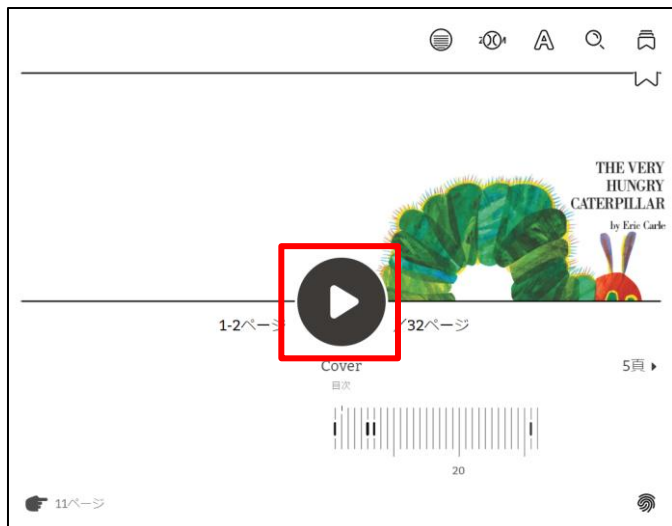 THE VERY
HUNGRY
CATERPILLAR
by Eric Carle
1-2ページ
/32ページ
Cover
5頁
目次
20
11ページ